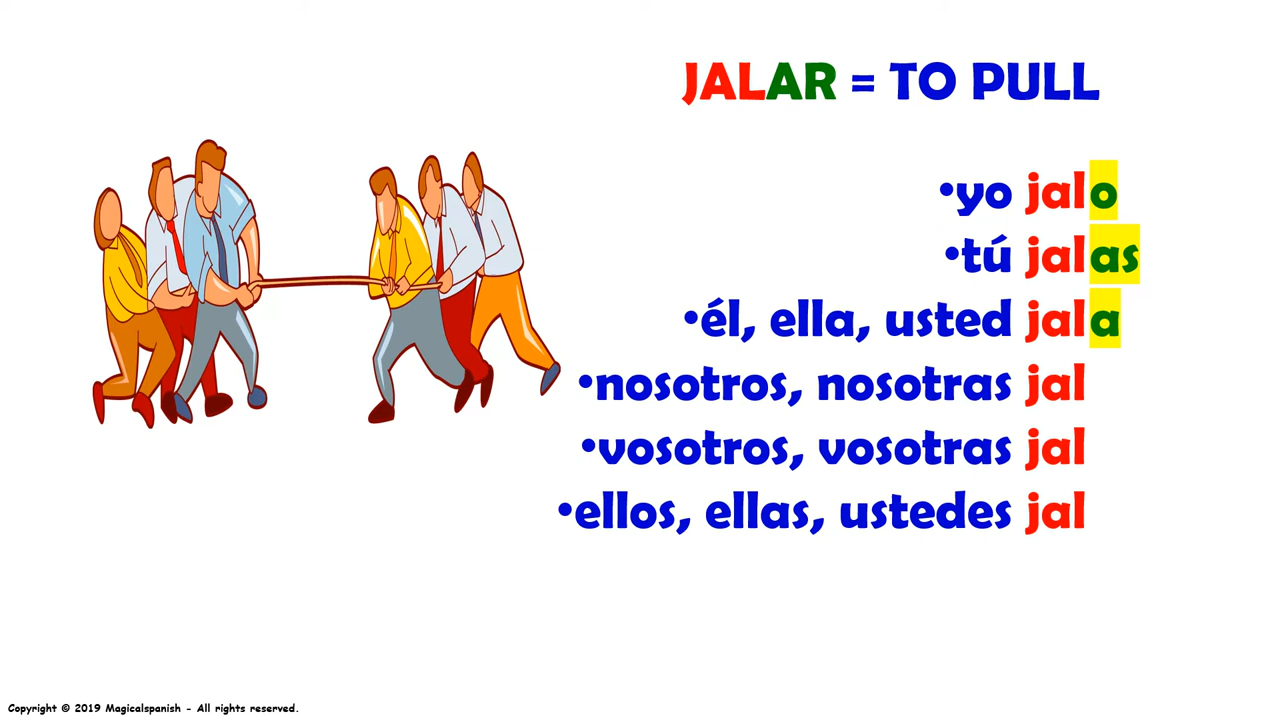 JALAR = TO PULL
•yo jalo
•tú jalas
•él, ella, usted jala
•nosotros, nosotras jal
•vosotros, vosotras jal
•ellos, ellas, ustedes jal
Copyright © 2019 Magicalspanish - All rights reserved.